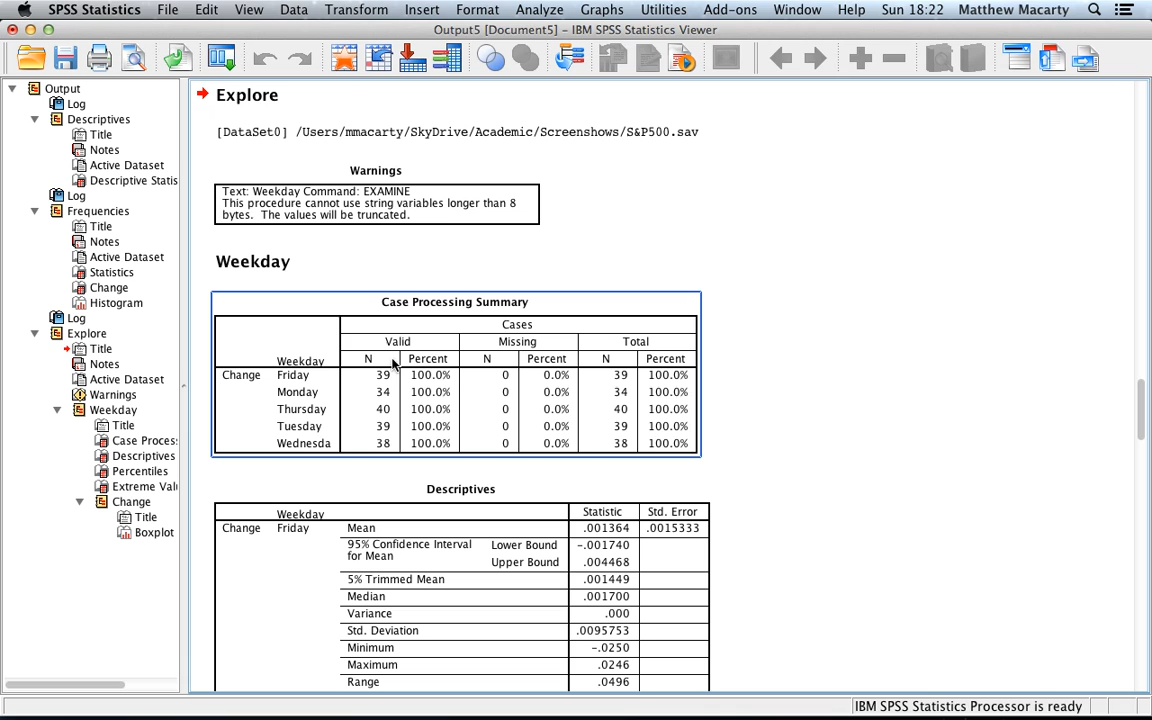 SPSS Statistics File Edit View Data Transform Insert Format Analyze Graphs Utilities Add-ons Window Help Sun 18:22 Matthew Macarty
Output5 [Document5] – IBM SPSS Statistics Viewer
Output
Log
Descriptives
Title
Notes
Active Dataset
Descriptive Statis
Log
Frequencies
Title
Notes
Active Dataset
Statistics
Change
Histogram
Log
Explore
Title
Notes
Active Dataset
Warnings
Weekday
Title
Case Proces
Descriptives
Percentiles
Extreme Val
Change
Title
Boxplot
Explore
[DataSet0] /Users/mmacarty/SkyDrive/Academic/Screenshots/S&P500.sav
Warnings
Text: Weekday Command: EXAMINE
This procedure cannot use string variables longer than 8
bytes. The values will be truncated.
Weekday
Case Processing Summary
Cases
Valid Missing Total
Weekday N Percent N Percent N Percent
Change Friday 39 100.0% 0 0.0% 39 100.0%
Monday 34 100.0% 0 0.0% 34 100.0%
Thursday 40 100.0% 0 0.0% 40 100.0%
Tuesday 39 100.0% 0 0.0% 39 100.0%
Wednesda 38 100.0% 0 0.0% 38 100.0%
Descriptives
Weekday Statistic Std. Error
Change Friday Mean .001364 .0015333
95% Confidence Interval Lower Bound -.001740
for Mean Upper Bound .004468
5% Trimmed Mean .001449
Median .001700
Variance .000
Std. Deviation .0095753
Minimum -.0250
Maximum .0246
Range .0496
IBM SPSS Statistics Processor is ready